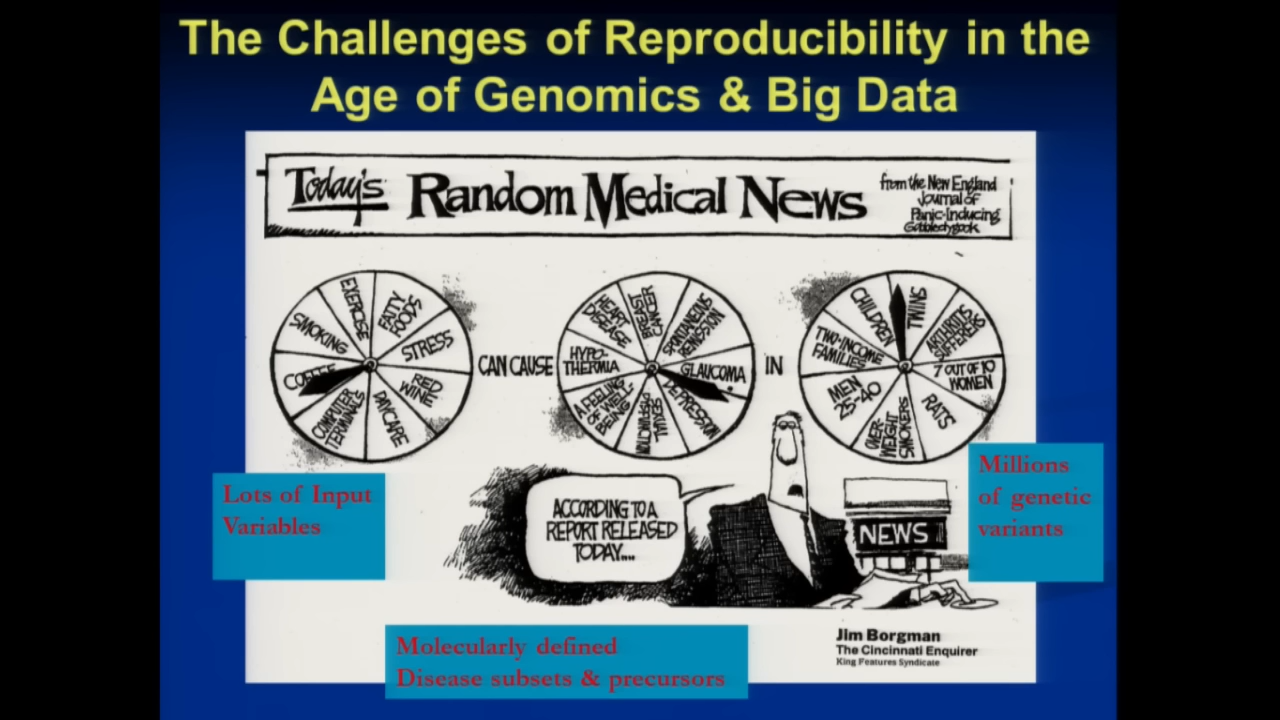 The Challenges of Reproducibility in the
Age of Genomics & Big Data
Today's
Random Medical News
from the New England
Journal of
Panic-Inducing
Gobbledygook
EXERCISE
FATTY
FOODS
STRESS
RED
WINE
DAYCARE
COMPUTER
TERMINALS
COFFEE
SMOKING
CAN CAUSE
HEART
DISEASE
BREAST
CANCER
SPONTANEOUS
REMISSION
GLAUCOMA
DEPRESSION
SEXUAL
DYSFUNCTION
A FEELING
OF WELL-
BEING
HYPO-
THERMIA
IN
CHILDREN
TWINS
ARTHRITIS
SUFFERERS
7 OUT OF 10
WOMEN
RATS
OVER-
WEIGHT
SMOKERS
MEN
25-40
TWO-INCOME
FAMILIES
Lots of Input
Variables
ACCORDING TO A
REPORT RELEASED
TODAY....
NEWS
Millions
of genetic
variants
Molecularly defined
Disease subsets & precursors
Jim Borgman
The Cincinnati Enquirer
King Features Syndicate